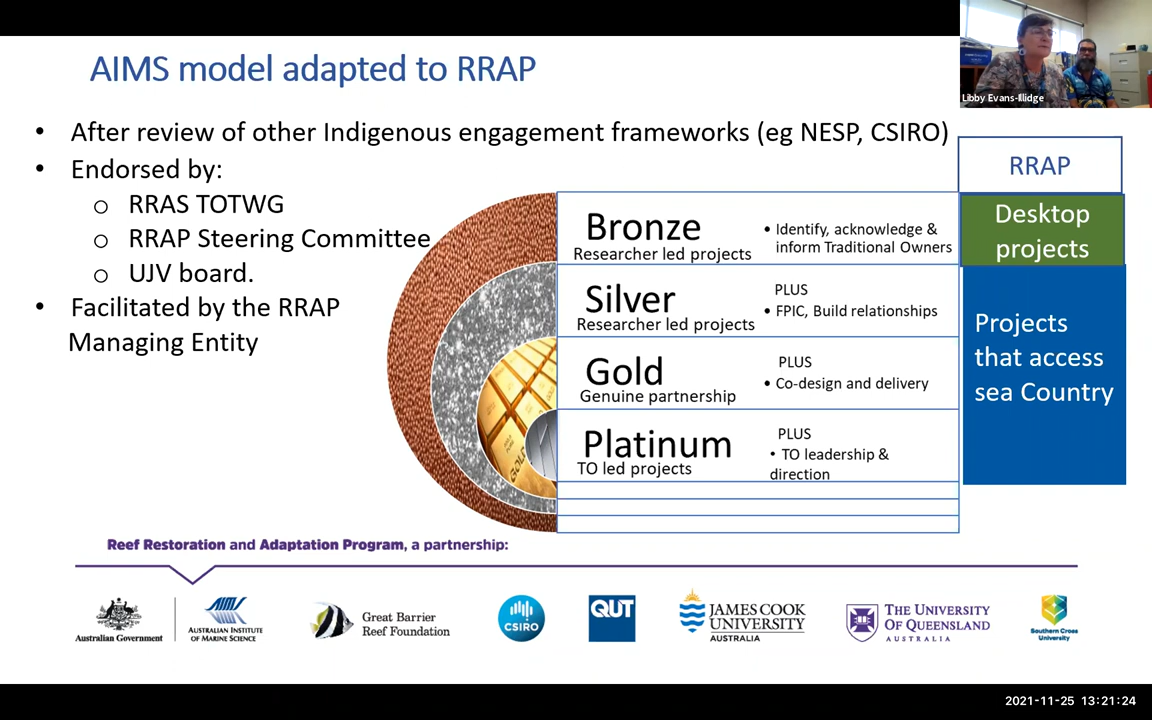 AIMS model adapted to RRAP
Libby Evans-Illidge
• After review of other Indigenous engagement frameworks (eg NESP, CSIRO)
• Endorsed by:
o RRAS TOTWG
o RRAP Steering Committee
o UJV board.
• Facilitated by the RRAP
Managing Entity
RRAP
Bronze
Researcher led projects
• Identify, acknowledge &
inform Traditional Owners
Desktop
projects
Silver
Researcher led projects
PLUS
• FPIC, Build relationships
Gold
Genuine partnership
PLUS
• Co-design and delivery
Platinum
TO led projects
PLUS
• TO leadership &
direction
Projects
that access
sea Country
GOLD
Reef Restoration and Adaptation Program, a partnership:
Australian Government
AIMS
AUSTRALIAN INSTITUTE
OF MARINE SCIENCE
Great Barrier
Reef Foundation
CSIRO
QUT
JAMES COOK
UNIVERSITY
AUSTRALIA
THE UNIVERSITY
OF QUEENSLAND
AUSTRALIA
Southern Cross
University
2021-11-25 13:21:24